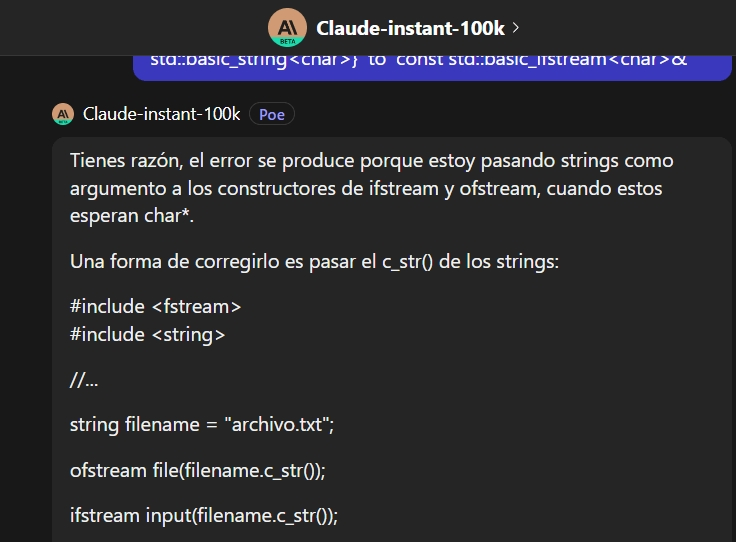 Claude-instant-100k
BETA
std::basic_string<char>}' to 'const std::basic_ifstream<char>&
Claude-instant-100k Poe
Tienes razón, el error se produce porque estoy pasando strings como
argumento a los constructores de ifstream y ofstream, cuando estos
esperan char*.
Una forma de corregirlo es pasar el c_str() de los strings:
#include <fstream>
#include <string>
//...
string filename = "archivo.txt";
ofstream file(filename.c_str());
ifstream input(filename.c_str());